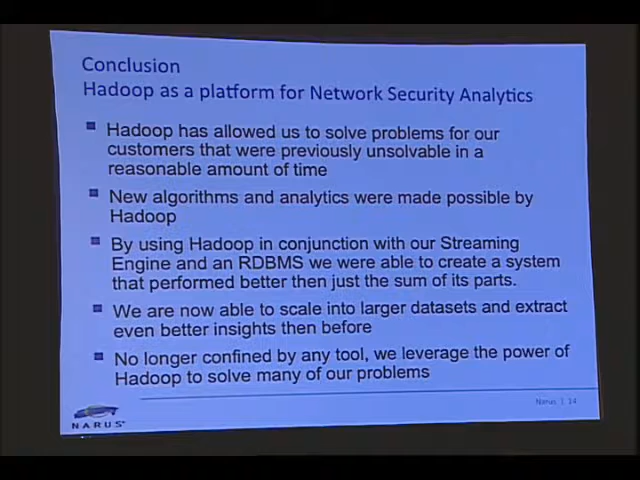 Conclusion
Hadoop as a platform for Network Security Analytics
Hadoop has allowed us to solve problems for our
customers that were previously unsolvable in a
reasonable amount of time
New algorithms and analytics were made possible by
Hadoop
By using Hadoop in conjunction with our Streaming
Engine and an RDBMS we were able to create a system
that performed better then just the sum of its parts.
We are now able to scale into larger datasets and extract
even better insights then before
No longer confined by any tool, we leverage the power of
Hadoop to solve many of our problems
Narus | 14
NARUS